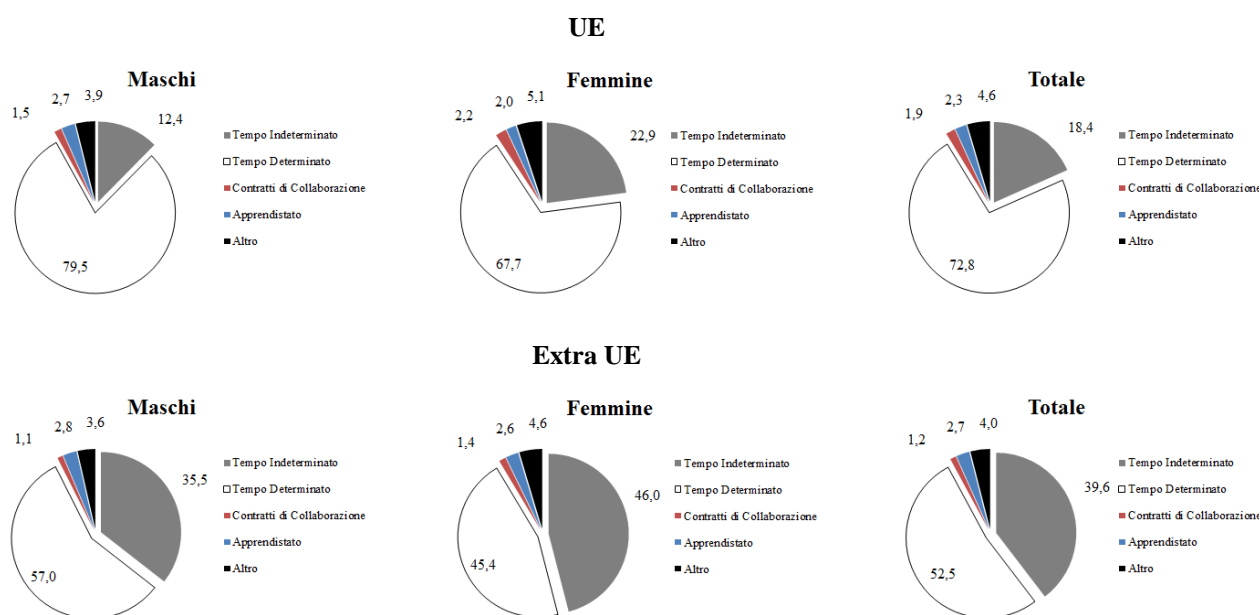 UE
Maschi
1,5
2,7
3,9
12,4
79,5
Tempo Indeterminato
Tempo Determinato
Contratti di Collaborazione
Apprendistato
Altro
Femmine
2,2
2,0
5,1
22,9
67,7
Tempo Indeterminato
Tempo Determinato
Contratti di Collaborazione
Apprendistato
Altro
Totale
1,9
2,3
4,6
18,4
72,8
Tempo Indeterminato
Tempo Determinato
Contratti di Collaborazione
Apprendistato
Altro
Extra UE
Maschi
1,1
2,8
3,6
35,5
57,0
Tempo Indeterminato
Tempo Determinato
Contratti di Collaborazione
Apprendistato
Altro
Femmine
1,4
2,6
4,6
46,0
45,4
Tempo Indeterminato
Tempo Determinato
Contratti di Collaborazione
Apprendistato
Altro
Totale
1,2
2,7
4,0
39,6
52,5
Tempo Indeterminato
Tempo Determinato
Contratti di Collaborazione
Apprendistato
Altro